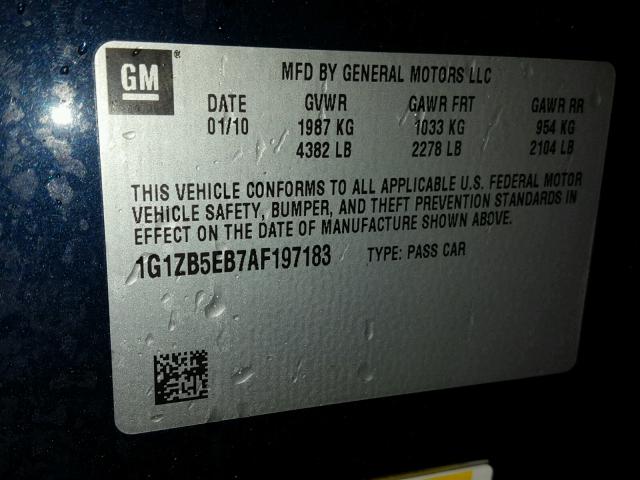 GM ®
MFD BY GENERAL MOTORS LLC
DATE GVWR GAWR FRT GAWR RR
01/10 1987 KG 1033 KG 954 KG
4382 LB 2278 LB 2104 LB
THIS VEHICLE CONFORMS TO ALL APPLICABLE U.S. FEDERAL MOTOR
VEHICLE SAFETY, BUMPER, AND THEFT PREVENTION STANDARDS IN
EFFECT ON THE DATE OF MANUFACTURE SHOWN ABOVE.
1G1ZB5EB7AF197183 TYPE: PASS CAR